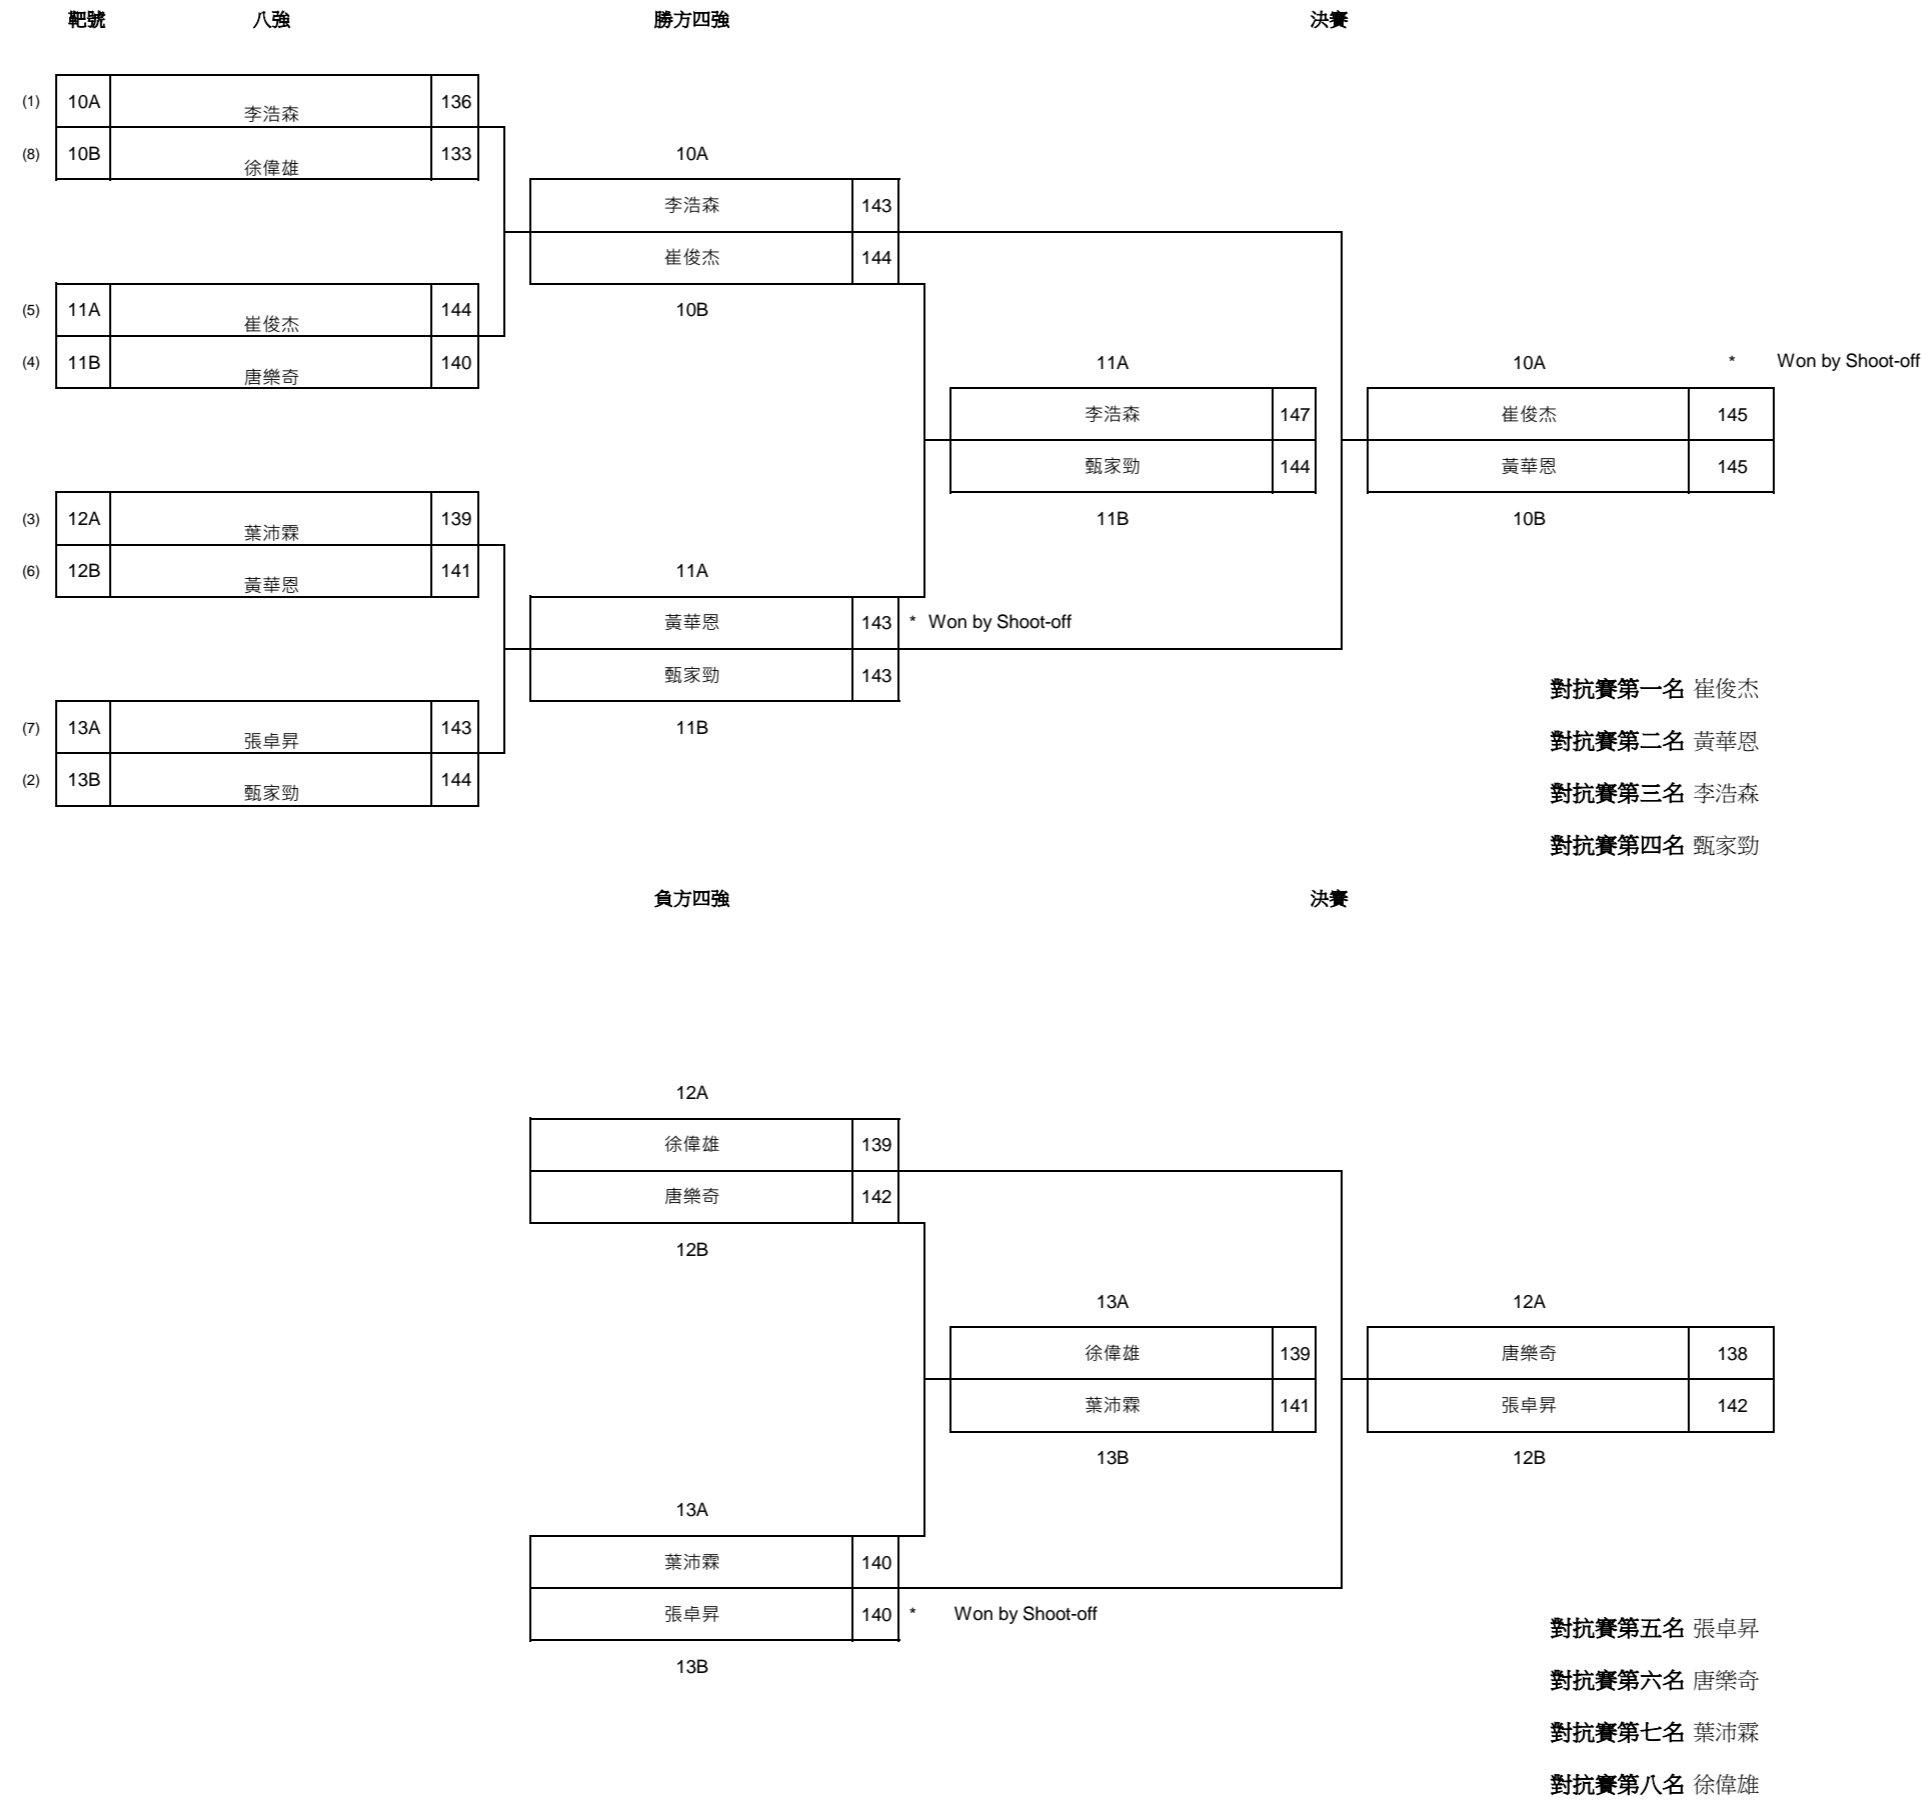 靶號 八強 勝方四強 決賽
(1) 10A 李浩森 136
(8) 10B 徐偉雄 133 10A
李浩森 143
崔俊杰 144
(5) 11A 崔俊杰 144 10B
(4) 11B 唐樂奇 140 11A 10A * Won by Shoot-off
李浩森 147 崔俊杰 145
甄家勁 144 黃華恩 145
(3) 12A 葉沛霖 139 11B 10B
(6) 12B 黃華恩 141 11A
黃華恩 143 * Won by Shoot-off
甄家勁 143
對抗賽第一名 崔俊杰
(7) 13A 張卓昇 143 11B
對抗賽第二名 黃華恩
(2) 13B 甄家勁 144
對抗賽第三名 李浩森
對抗賽第四名 甄家勁
負方四強 決賽
12A
徐偉雄 139
唐樂奇 142
12B
13A 12A
徐偉雄 139 唐樂奇 138
葉沛霖 141 張卓昇 142
13B 12B
13A
葉沛霖 140
張卓昇 140 * Won by Shoot-off
對抗賽第五名 張卓昇
13B
對抗賽第六名 唐樂奇
對抗賽第七名 葉沛霖
對抗賽第八名 徐偉雄